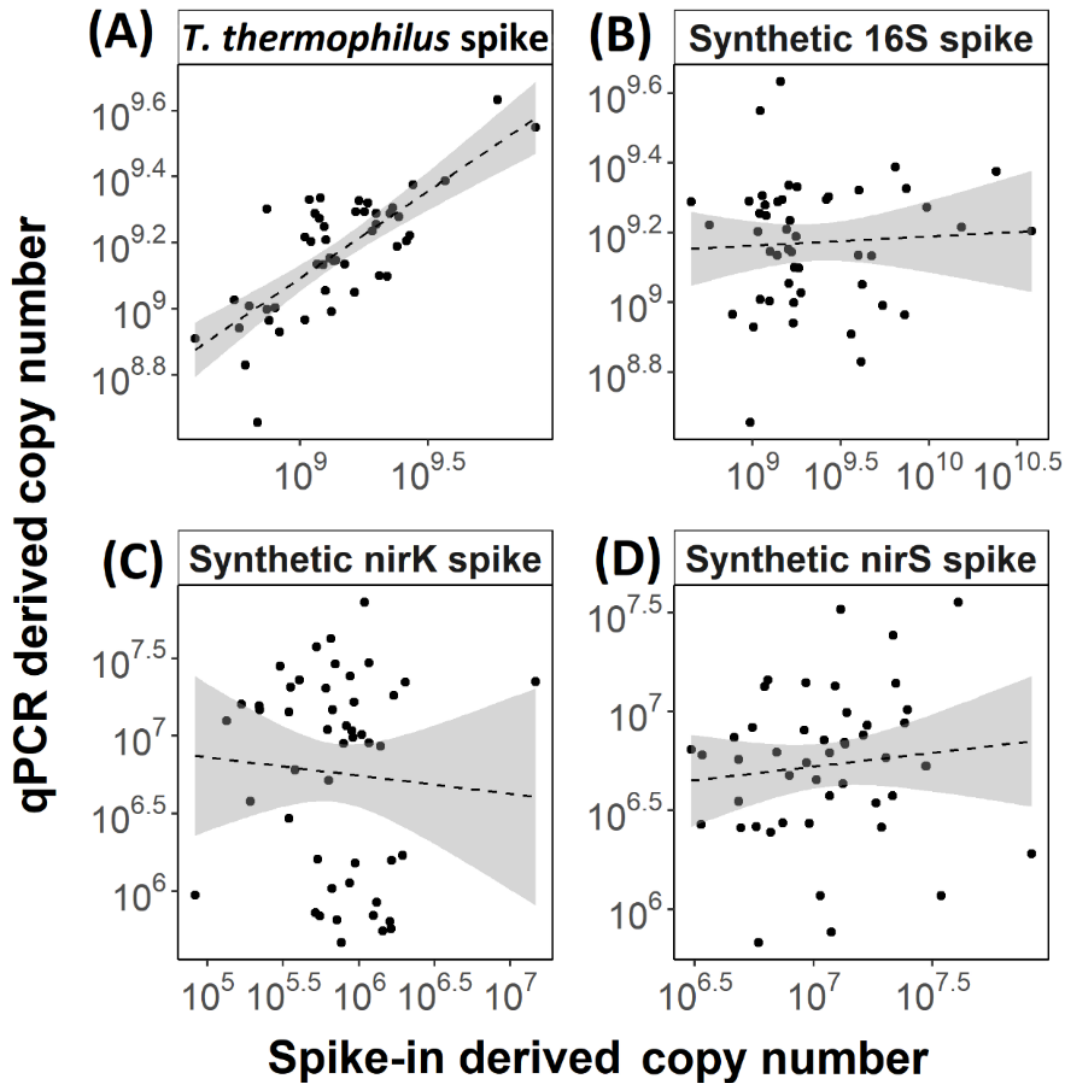 (A) T. thermophilus spike
(B) Synthetic 16S spike
10^9.6
10^9.4
10^9.2
10^9
10^8.8
10^9 10^9.5
10^9.6
10^9.4
10^9.2
10^9
10^8.8
10^9 10^9.5 10^10 10^10.5
(C) Synthetic nirK spike
(D) Synthetic nirS spike
10^7.5
10^7
10^6.5
10^6
10^5 10^5.5 10^6 10^6.5 10^7
10^7.5
10^7
10^6.5
10^6
10^6.5 10^7 10^7.5
qPCR derived copy number
Spike-in derived copy number